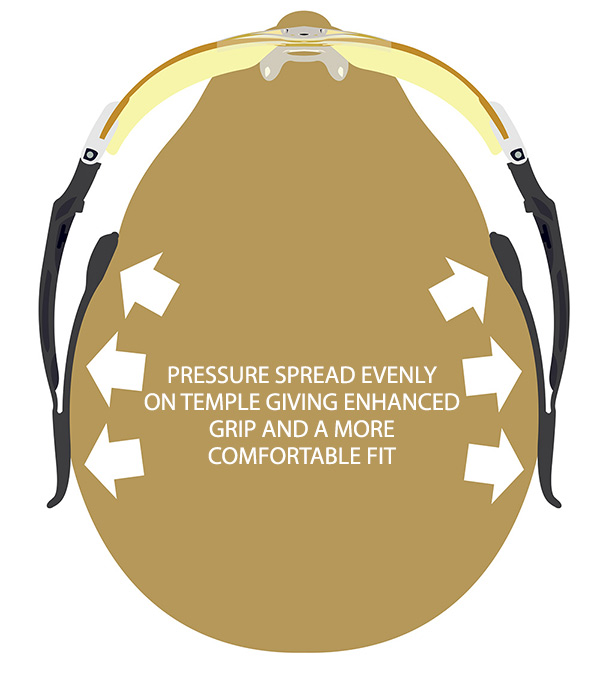 PRESSURE SPREAD EVENLY
ON TEMPLE GIVING ENHANCED
GRIP AND A MORE
COMFORTABLE FIT